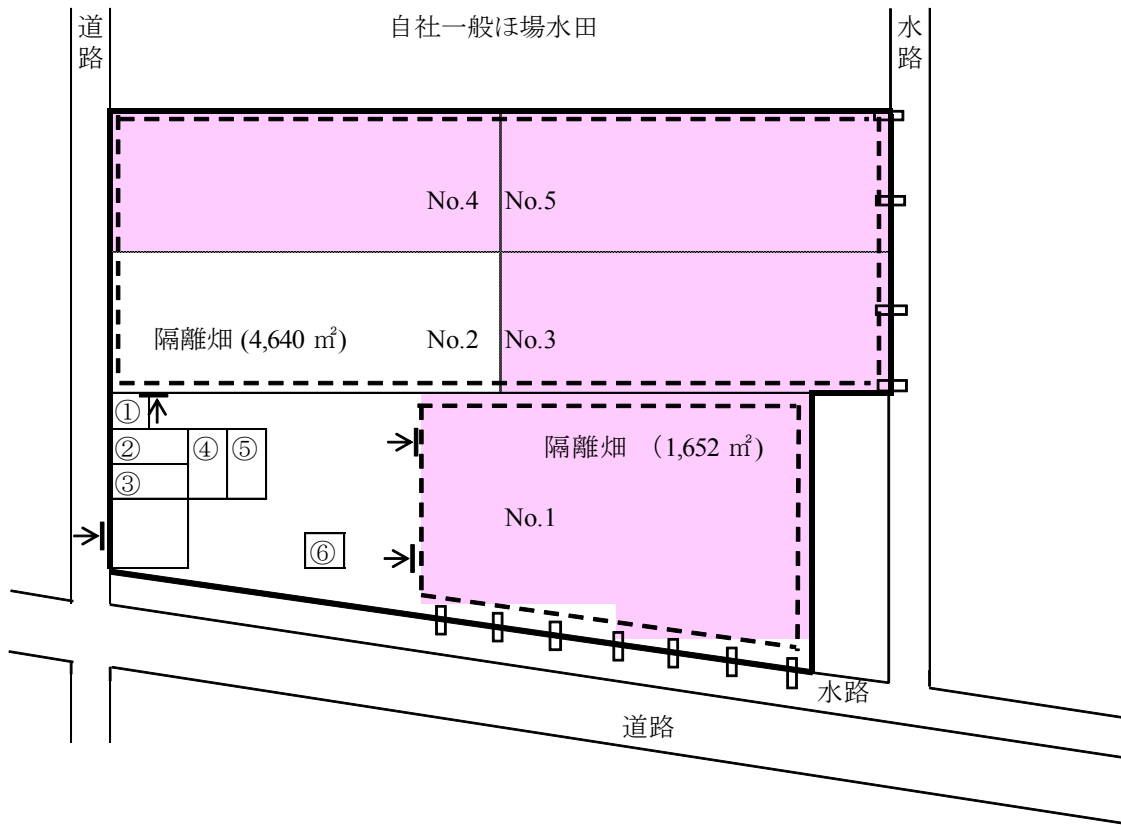 道路
自社一般ほ場水田
水路
No.4
No.5
隔離畑 (4,640 ㎡)
No.2
No.3
①
②
③
④
⑤
隔離畑 （1,652 ㎡）
No.1
⑥
水路
道路